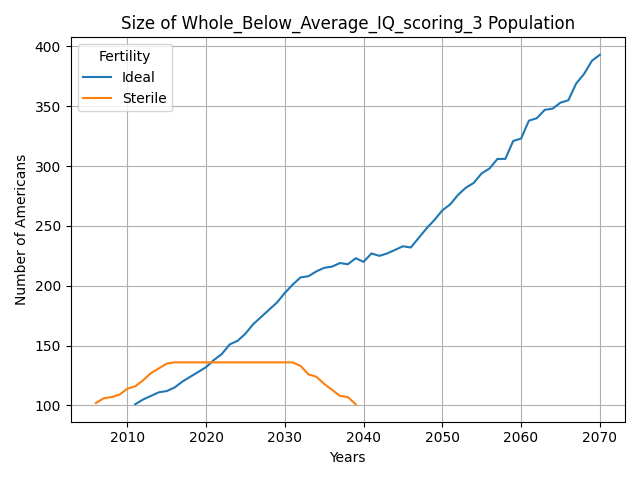 Size of Whole_Below_Average_IQ_scoring_3 Population
Fertility
Ideal
Sterile
Number of Americans
400
350
300
250
200
150
100
2010 2020 2030 2040 2050 2060 2070
Years